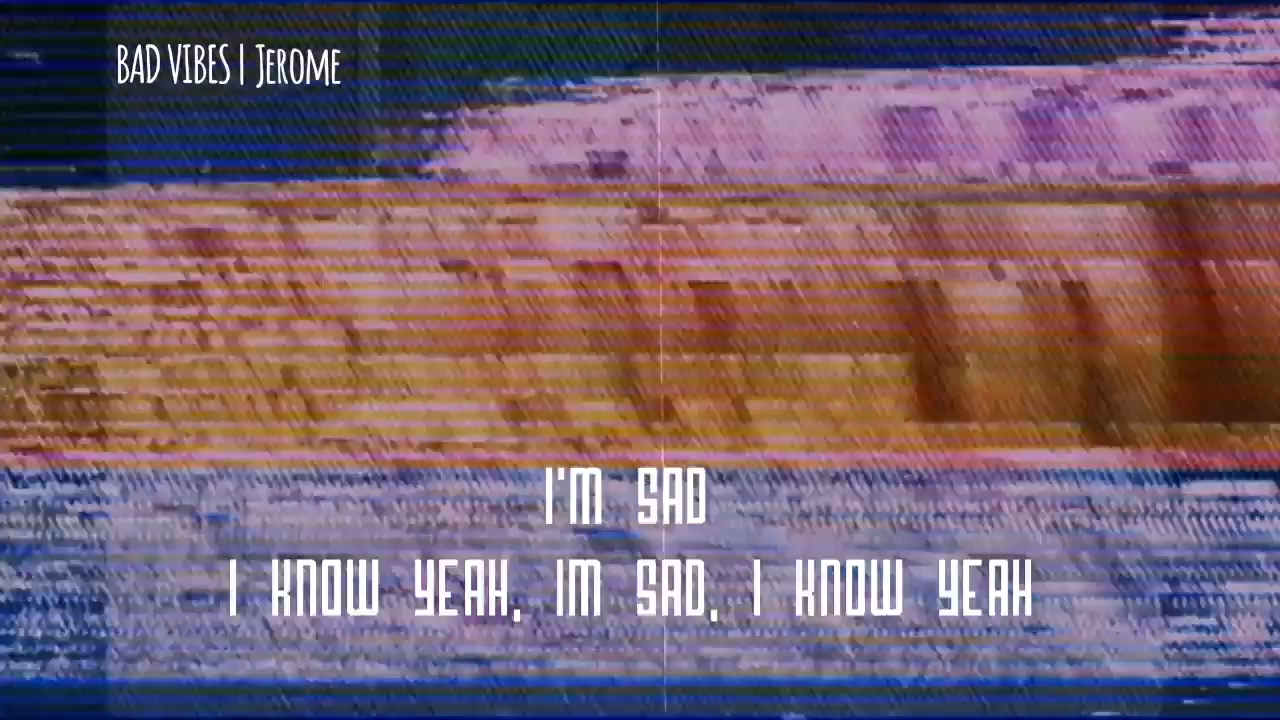 BAD VIBES | Jerome
I'M SAD
I KNOW YEAH, IM SAD, I KNOW YEAH